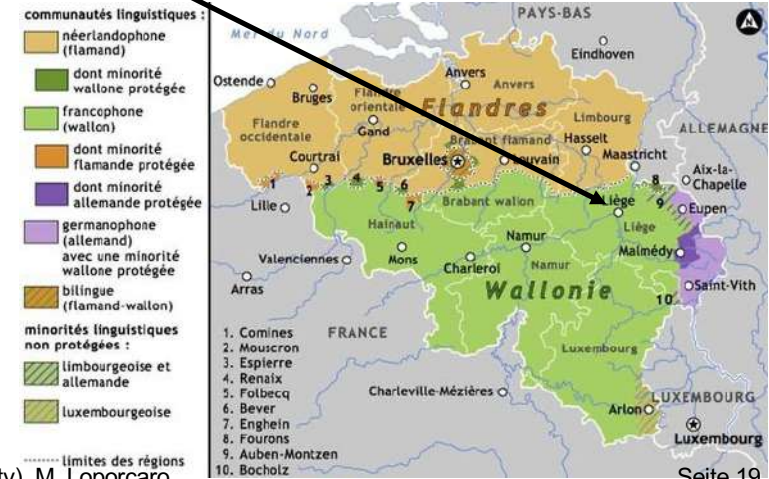 communautés linguistiques :
néerlandophone
(flamand)
dont minorité
wallone protégée
francophone
(wallon)
dont minorité
flamande protégée
dont minorité
allemande protégée
germanophone
(allemand)
avec une minorité
wallone protégée
bilingue
(flamand-wallon)
minorités linguistiques
non protégées :
limbourgeoise et
allemande
luxembourgeoise
limites des régions
PAYS-BAS
N
Mer du Nord
Eindhoven
Ostende
Bruges
Anvers
Anvers
Flandre
orientale
Flandres
Limbourg
Flandre
occidentale
Gand
ALLEMAGNE
Brabant flamand
Hasselt
Courtrai
Bruxelles
Louvain
Maastricht
Aix-la-
Chapelle
1
2
3
4
5
6
7
8
9
Lille
Brabant wallon
Liège
Eupen
Hainaut
Liège
Namur
Malmédy
Valenciennes
Mons
Charleroi
Namur
Arras
Wallonie
Saint-Vith
10
1. Comines
FRANCE
2. Mouscron
3. Espierre
4. Renaix
5. Folbecq
6. Bever
7. Enghein
8. Fourons
9. Auben-Montzen
10. Bocholz
Luxembourg
Charleville-Mézières
LUXEMBOURG
Arlon
Luxembourg
ty), M. Loporcaro
Seite 19